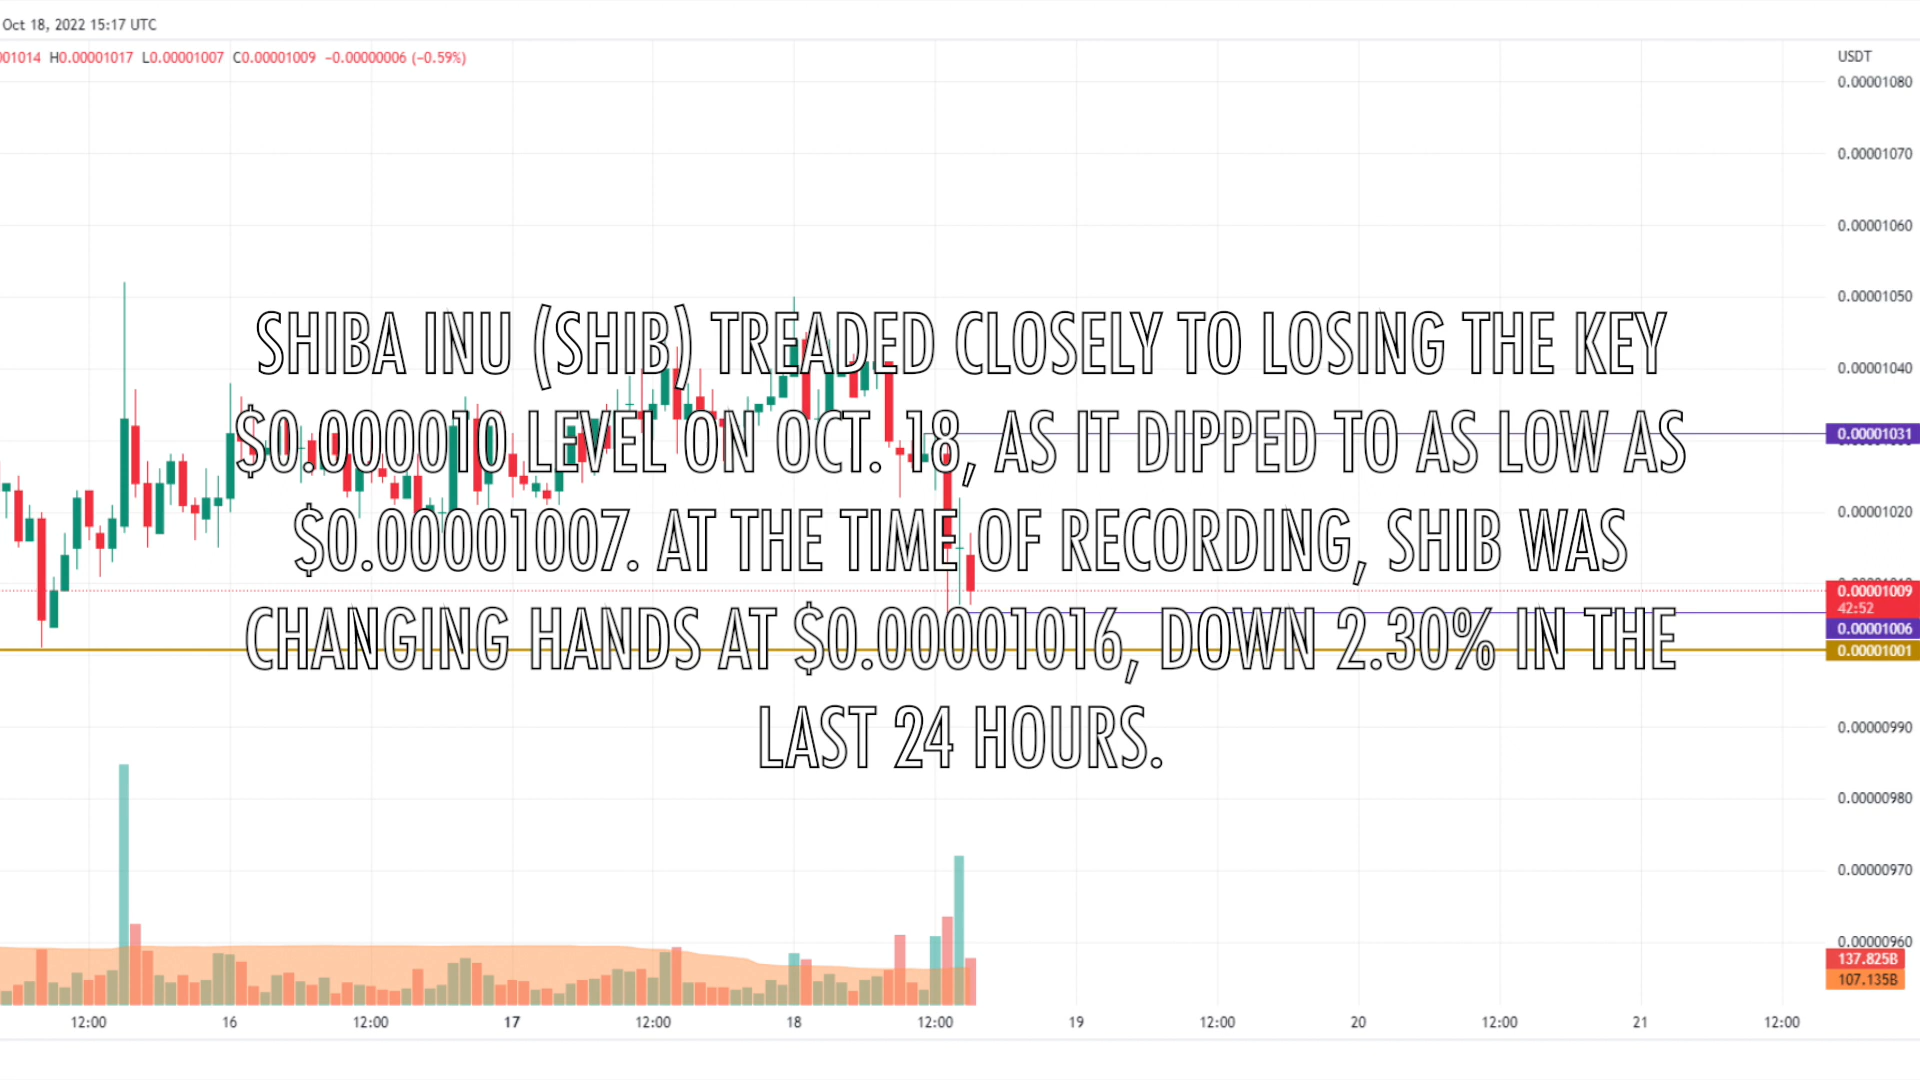 Oct 18, 2022 15:17 UTC
001014 H0.00001017 L0.00001007 C0.00001009 −0.00000006 (−0.59%)
USDT
0.00001080
0.00001070
0.00001060
0.00001050
SHIBA INU (SHIB) TREADED CLOSELY TO LOSING THE KEY
0.00001040
$0.000010 LEVEL ON OCT. 18, AS IT DIPPED TO AS LOW AS
0.00001031
0.00001020
$0.00001007. AT THE TIME OF RECORDING, SHIB WAS
0.00001009
42:52
0.00001006
CHANGING HANDS AT $0.00001016, DOWN 2.30% IN THE
0.00001001
LAST 24 HOURS.
0.00000990
0.00000980
0.00000970
0.00000960
137.825B
107.135B
12:00 16 12:00 17 12:00 18 12:00 19 12:00 20 12:00 21 12:00